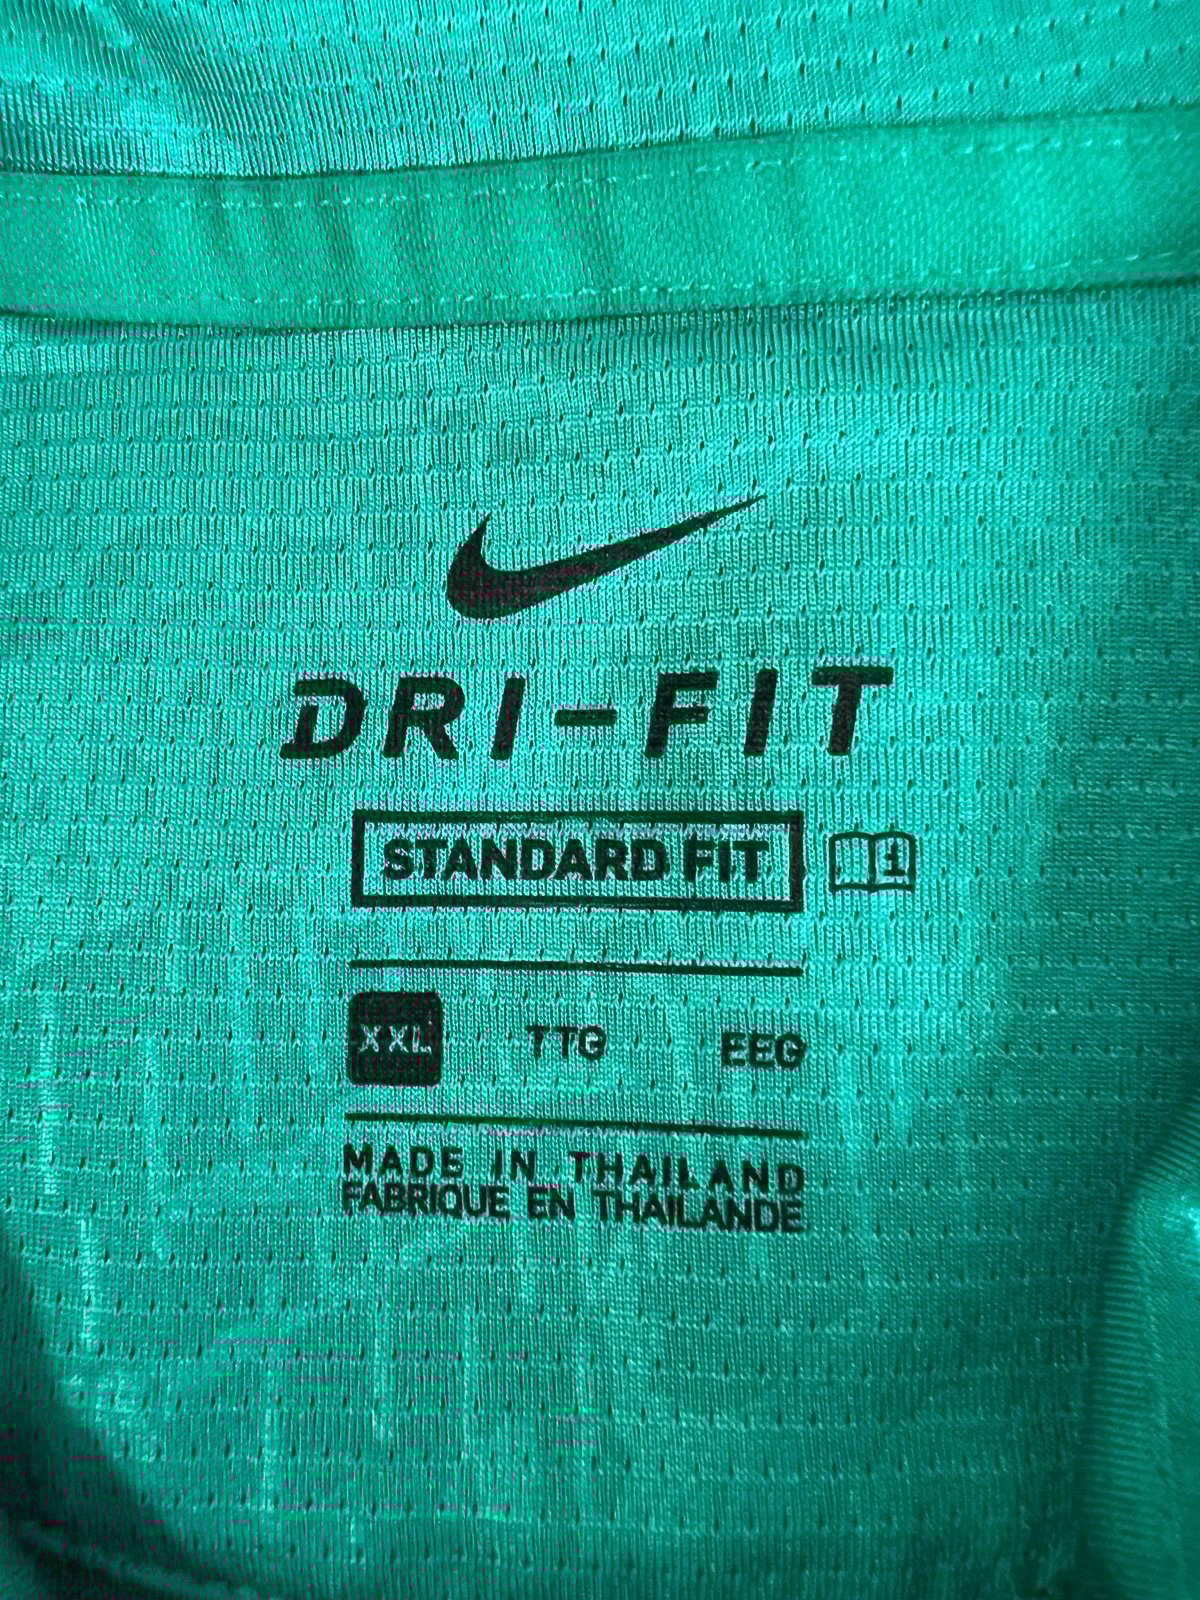 DRI-FIT
STANDARD FIT i
XXL TTG EEG
MADE IN THAILAND
FABRIQUE EN THAILANDE